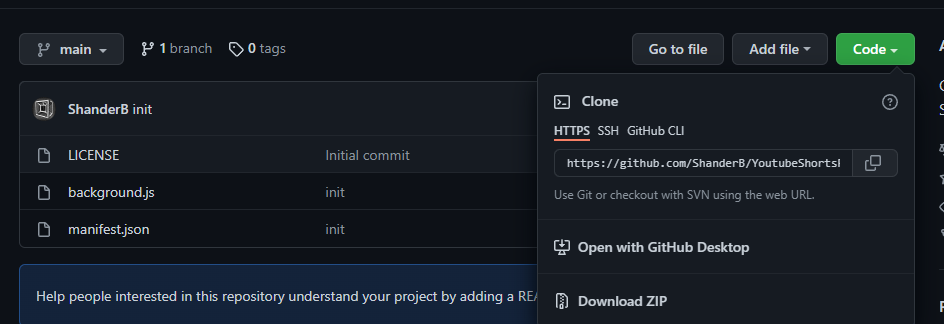 main 1 branch 0 tags Go to file Add file Code
ShanderB init
LICENSE Initial commit
background.js init
manifest.json init
Help people interested in this repository understand your project by adding a
Clone
HTTPS SSH GitHub CLI
https://github.com/ShanderB/YoutubeShorts
Use Git or checkout with SVN using the web URL.
Open with GitHub Desktop
Download ZIP